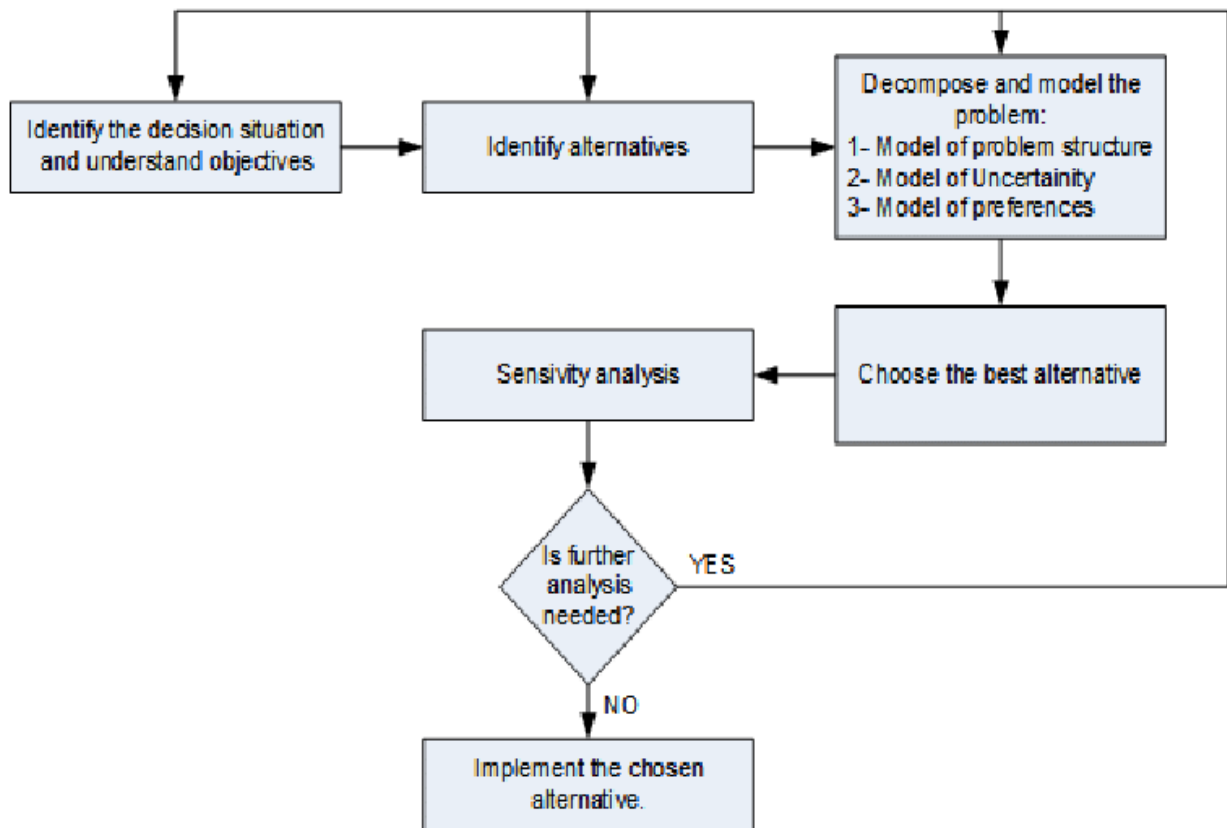 Identify the decision situation
and understand objectives
Identify alternatives
Decompose and model the
problem:
1- Model of problem structure
2- Model of Uncertainity
3- Model of preferences
Choose the best alternative
Sensivity analysis
Is further
analysis
needed?
YES
NO
Implement the chosen
alternative.